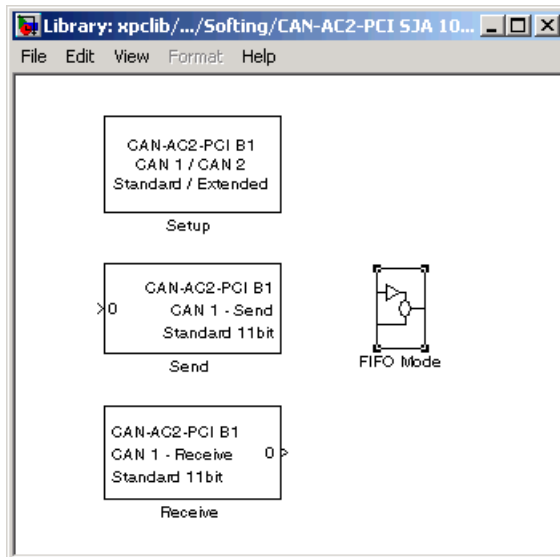 Library: xpclib/.../Softing/CAN-AC2-PCI SJA 10...
File Edit View Format Help
CAN-AC2-PCI B1
CAN 1 / CAN 2
Standard / Extended
Setup
CAN-AC2-PCI B1
0 CAN 1 - Send
Standard 11bit
Send
FIFO Mode
CAN-AC2-PCI B1
CAN 1 - Receive 0
Standard 11bit
Receive